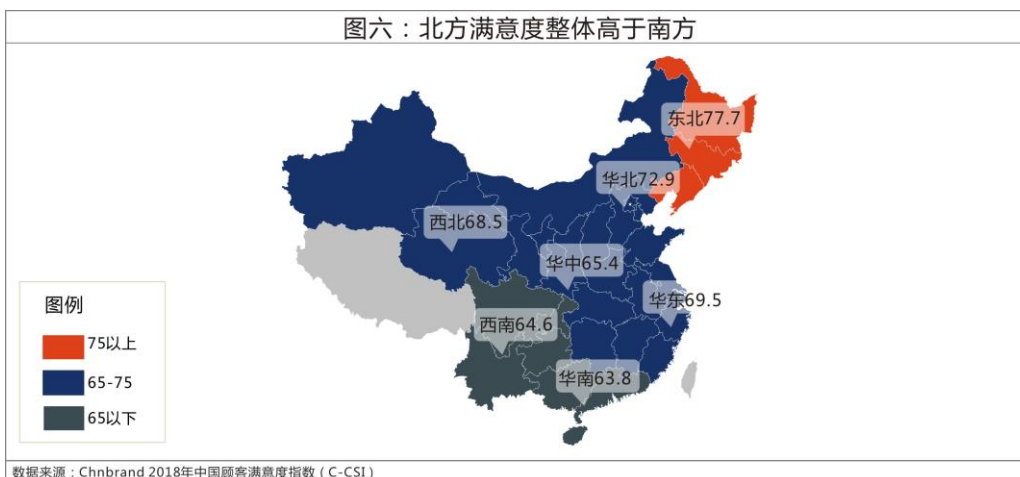 图六：北方满意度整体高于南方
东北77.7
华北72.9
西北68.5
华中65.4
华东69.5
西南64.6
华南63.8
图例
75以上
65-75
65以下
数据来源：Chnbrand 2018年中国顾客满意度指数（C-CSI）